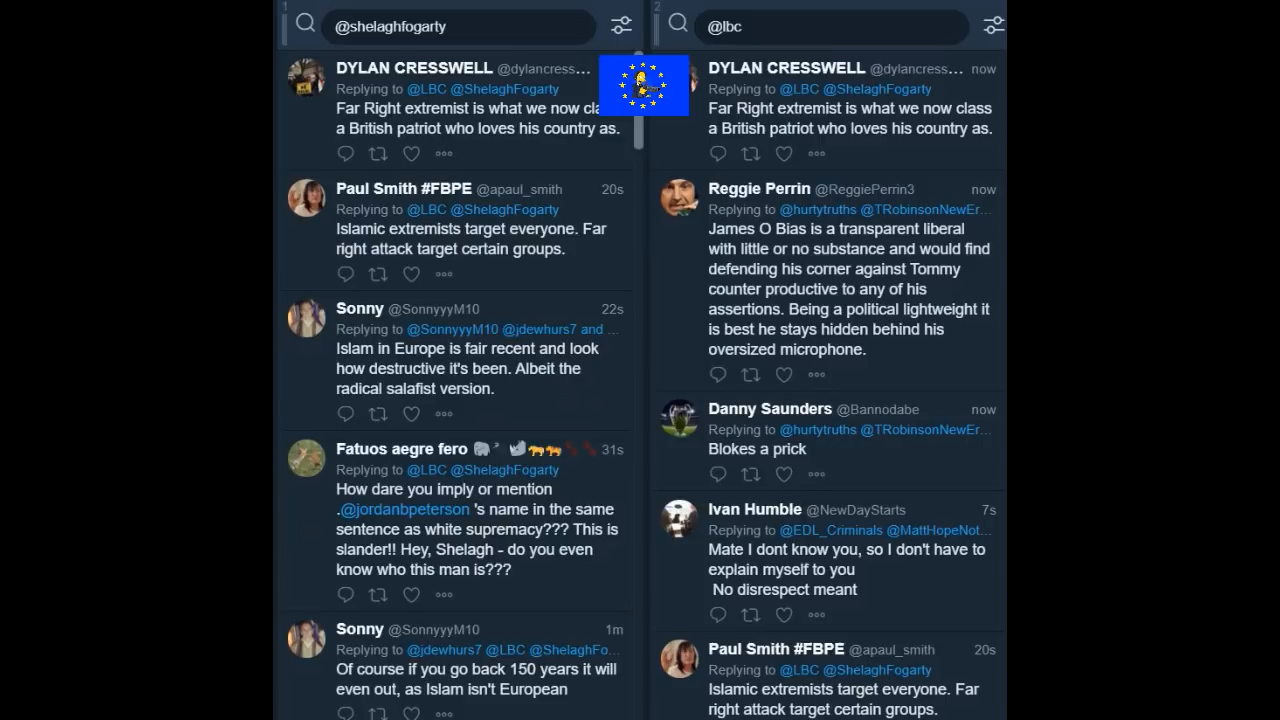 1
@shelaghfogarty
DYLAN CRESSWELL @dylancress...
Replying to @LBC @ShelaghFogarty
Far Right extremist is what we now cla
a British patriot who loves his country as.
Paul Smith #FBPE @apaul_smith 20s
Replying to @LBC @ShelaghFogarty
Islamic extremists target everyone. Far
right attack target certain groups.
Sonny @SonnyyyM10 22s
Replying to @SonnyyyM10 @jdewhurs7 and ...
Islam in Europe is fair recent and look
how destructive it's been. Albeit the
radical salafist version.
Fatuos aegre fero 31s
Replying to @LBC @ShelaghFogarty
How dare you imply or mention
.@jordanbpeterson 's name in the same
sentence as white supremacy??? This is
slander!! Hey, Shelagh - do you even
know who this man is???
Sonny @SonnyyyM10 1m
Replying to @jdewhurs7 @LBC @ShelaghFo...
Of course if you go back 150 years it will
even out, as Islam isn't European
2
@lbc
DYLAN CRESSWELL @dylancress... now
Replying to @LBC @ShelaghFogarty
Far Right extremist is what we now class
a British patriot who loves his country as.
Reggie Perrin @ReggiePerrin3 now
Replying to @hurtytruths @TRobinsonNewEr...
James O Bias is a transparent liberal
with little or no substance and would find
defending his corner against Tommy
counter productive to any of his
assertions. Being a political lightweight it
is best he stays hidden behind his
oversized microphone.
Danny Saunders @Bannodabe now
Replying to @hurtytruths @TRobinsonNewEr...
Blokes a prick
Ivan Humble @NewDayStarts 7s
Replying to @EDL_Criminals @MattHopeNot...
Mate I dont know you, so I don't have to
explain myself to you
No disrespect meant
Paul Smith #FBPE @apaul_smith 20s
Replying to @LBC @ShelaghFogarty
Islamic extremists target everyone. Far
right attack target certain groups.